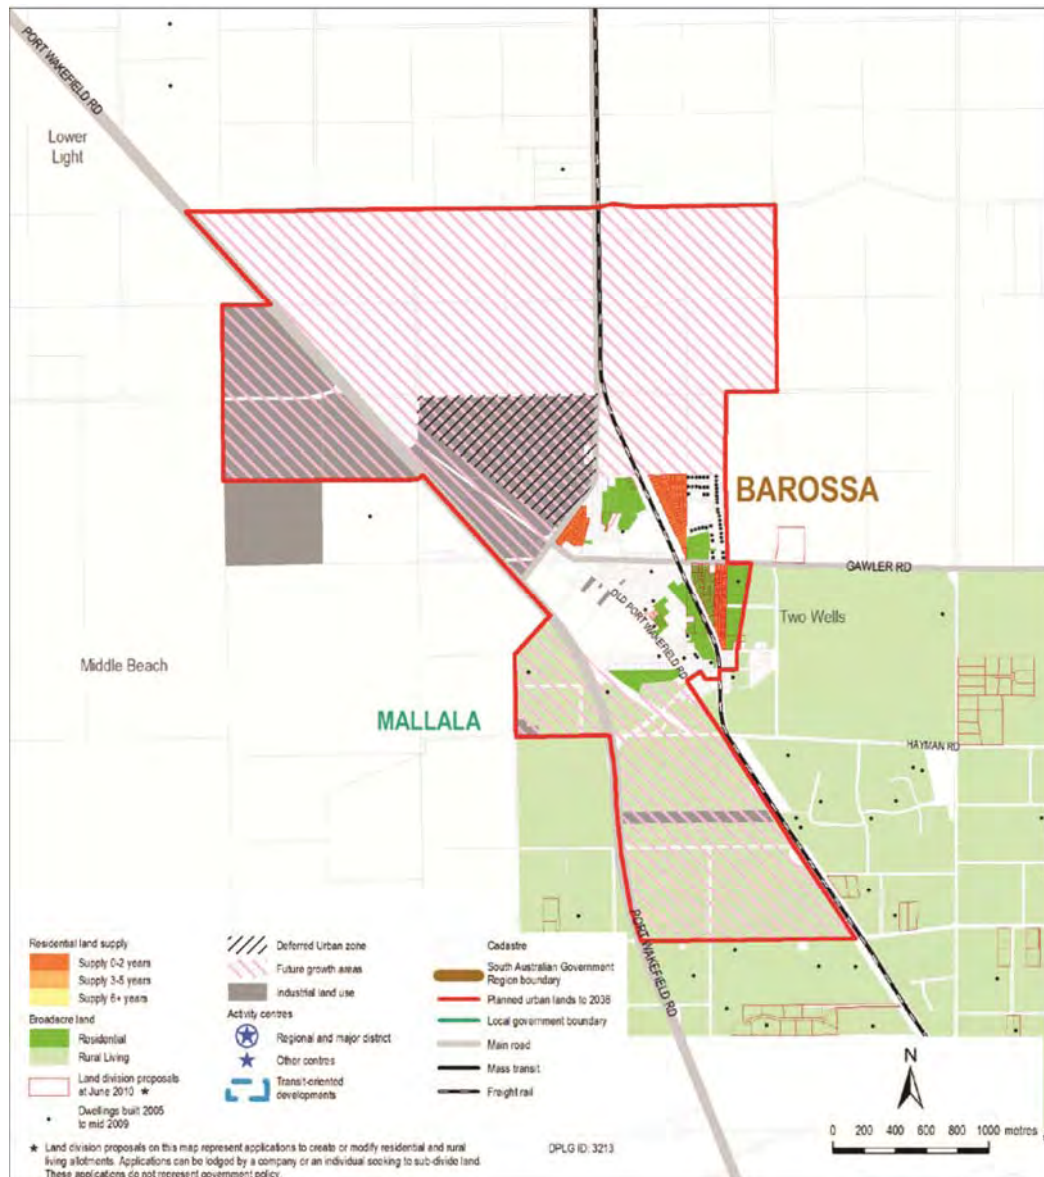 PORT WAKEFIELD RD
Lower
Light
BAROSSA
GAWLER RD
Two Wells
OLD PORT WAKEFIELD RD
Middle Beach
MALLALA
HAYMAN RD
PORT WAKEFIELD RD
Residential land supply
Supply 0-2 years
Supply 3-5 years
Supply 6+ years
Broadacre land
Residential
Rural Living
Land division proposals
at June 2010 ★
Dwellings built 2005
to mid 2009
Deferred Urban zone
Future growth areas
Industrial land use
Activity centres
Regional and major district
Other centres
Transit-oriented
developments
Cadastre
South Australian Government
Region boundary
Planned urban lands to 2038
Local government boundary
Main road
Mass transit
Freight rail
N
0 200 400 600 800 1000 metres
★ Land division proposals on this map represent applications to create or modify residential and rural
living allotments. Applications can be lodged by a company or an individual seeking to sub-divide land.
These applications do not represent government policy.
DPLG ID: 3213